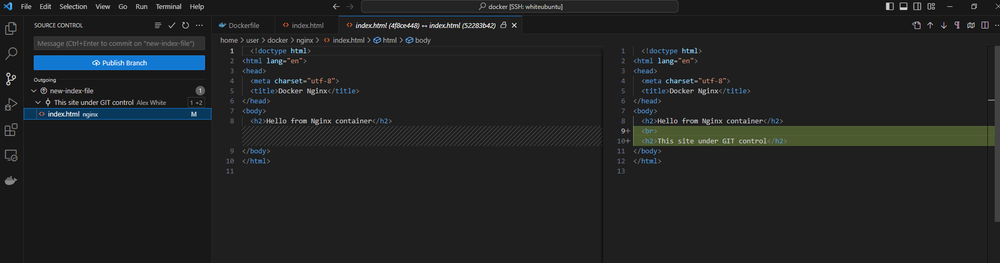 File Edit Selection View Go Run Terminal Help
docker [SSH: whiteubuntu]
SOURCE CONTROL
Message (Ctrl+Enter to commit on "new-index-file")
Publish Branch
Outgoing
new-index-file 1
This site under GIT control Alex White 1 +2
index.html nginx M
Dockerfile
index.html
index.html (4f8ce448) ↔ index.html (52283b42)
home > user > docker > nginx > index.html > html > body
1 <!doctype html>
2 <html lang="en">
3 <head>
4 <meta charset="utf-8">
5 <title>Docker Nginx</title>
6 </head>
7 <body>
8 <h2>Hello from Nginx container</h2>
9 </body>
10 </html>
11
1 <!doctype html>
2 <html lang="en">
3 <head>
4 <meta charset="utf-8">
5 <title>Docker Nginx</title>
6 </head>
7 <body>
8 <h2>Hello from Nginx container</h2>
9+ <br>
10+ <h2>This site under GIT control</h2>
11 </body>
12 </html>
13